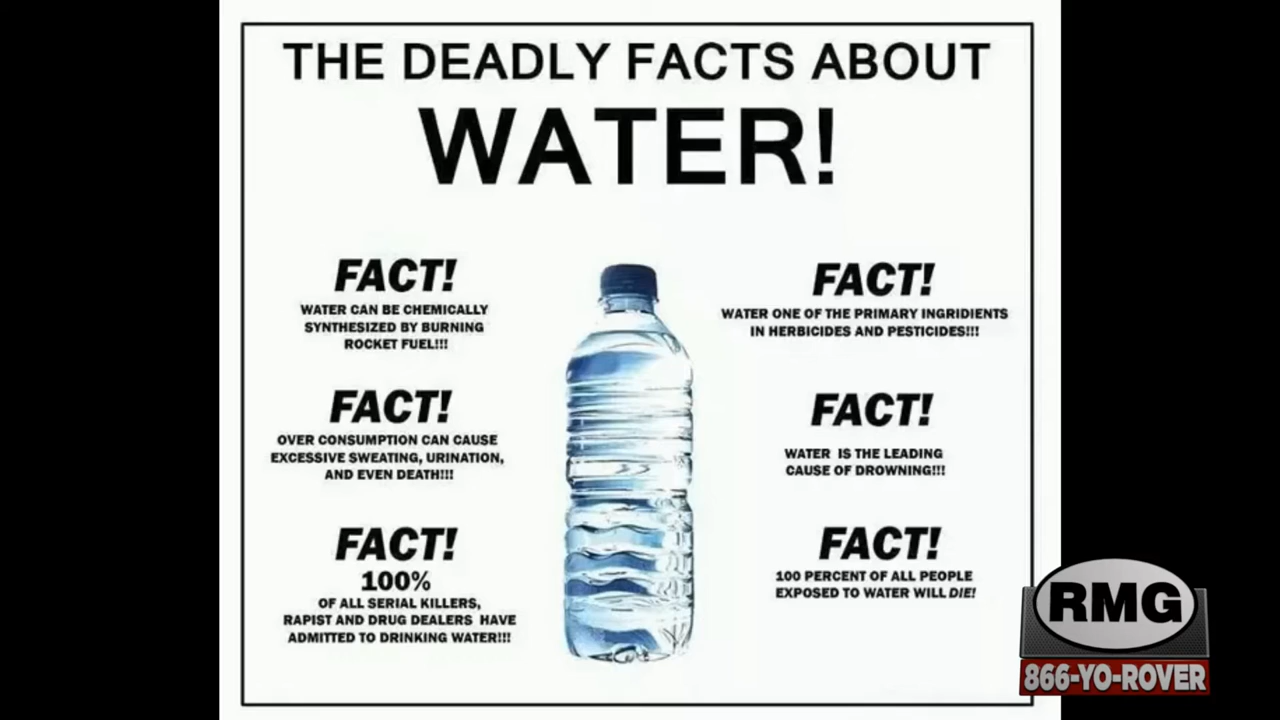 THE DEADLY FACTS ABOUT
WATER!
FACT!
WATER CAN BE CHEMICALLY
SYNTHESIZED BY BURNING
ROCKET FUEL!!!
FACT!
OVER CONSUMPTION CAN CAUSE
EXCESSIVE SWEATING, URINATION,
AND EVEN DEATH!!!
FACT!
100%
OF ALL SERIAL KILLERS,
RAPIST AND DRUG DEALERS HAVE
ADMITTED TO DRINKING WATER!!!
FACT!
WATER ONE OF THE PRIMARY INGRIDIENTS
IN HERBICIDES AND PESTICIDES!!!
FACT!
WATER IS THE LEADING
CAUSE OF DROWNING!!!
FACT!
100 PERCENT OF ALL PEOPLE
EXPOSED TO WATER WILL DIE!
RMG
866-YO-ROVER